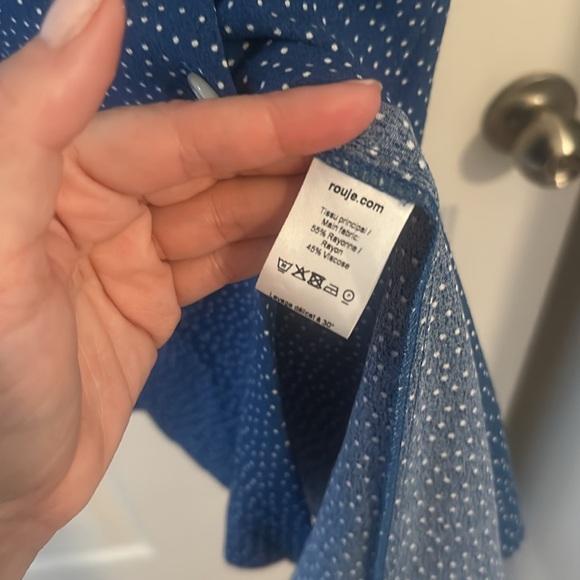 rouje.com
Tissu principal /
Main fabric:
55% Rayonne /
Rayon
45% Viscose
Lavage délicat à 30°